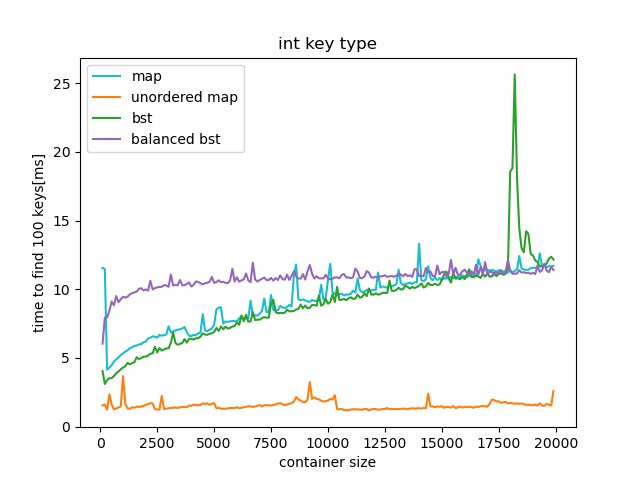 int key type
map
unordered map
bst
balanced bst
time to find 100 keys[ms]
25
20
15
10
5
0
0 2500 5000 7500 10000 12500 15000 17500 20000
container size